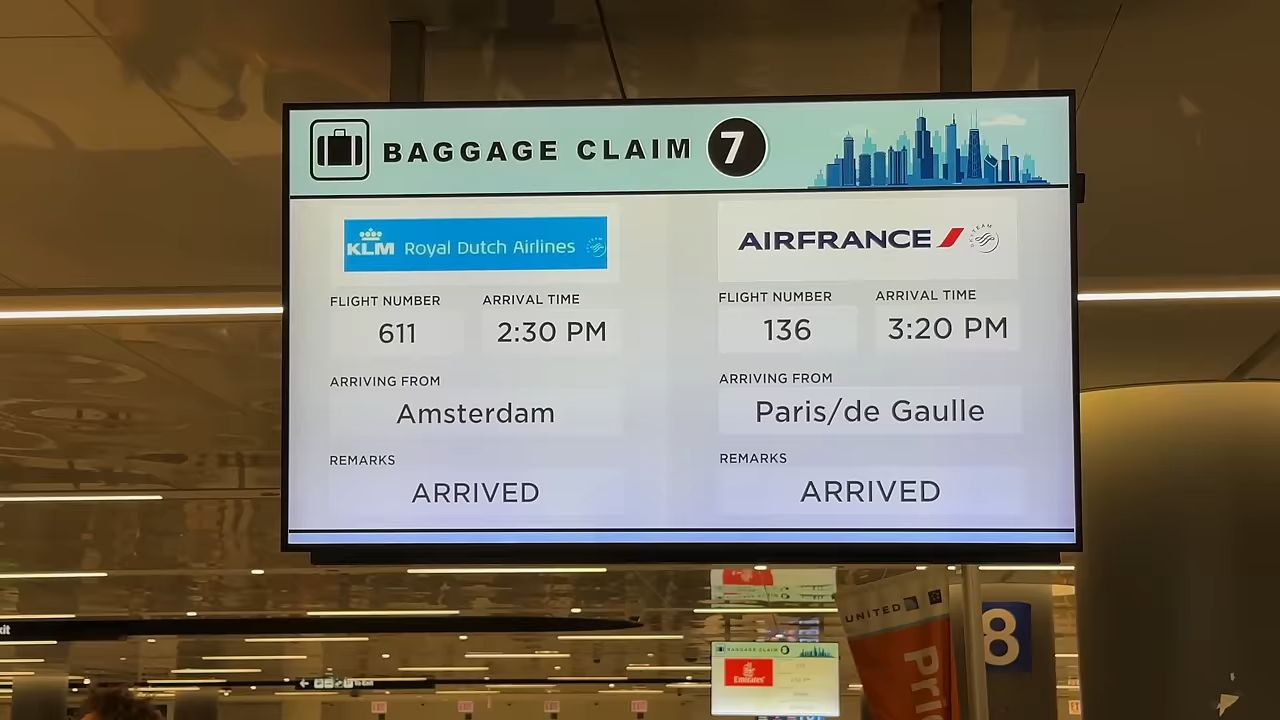 BAGGAGE CLAIM 7
KLM Royal Dutch Airlines
AIRFRANCE
FLIGHT NUMBER ARRIVAL TIME
611 2:30 PM
ARRIVING FROM
Amsterdam
REMARKS
ARRIVED
FLIGHT NUMBER ARRIVAL TIME
136 3:20 PM
ARRIVING FROM
Paris/de Gaulle
REMARKS
ARRIVED
UNITED
8
BAGGAGE CLAIM
Emirates